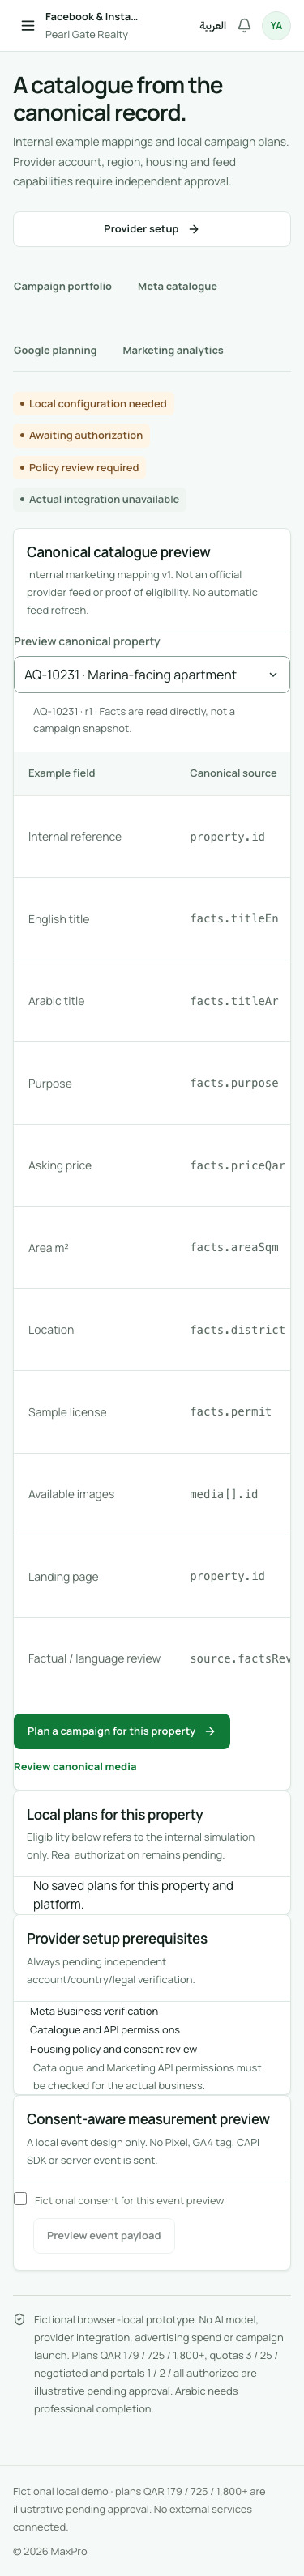 Facebook & Insta…
Pearl Gate Realty
العربية
YA
A catalogue from the
canonical record.
Internal example mappings and local campaign plans.
Provider account, region, housing and feed
capabilities require independent approval.
Provider setup
Campaign portfolio
Meta catalogue
Google planning
Marketing analytics
Local configuration needed
Awaiting authorization
Policy review required
Actual integration unavailable
Canonical catalogue preview
Internal marketing mapping v1. Not an official
provider feed or proof of eligibility. No automatic
feed refresh.
Preview canonical property
AQ-10231 · Marina-facing apartment
AQ-10231 · r1 · Facts are read directly, not a
campaign snapshot.
Example field
Canonical source
Internal reference
property.id
English title
facts.titleEn
Arabic title
facts.titleAr
Purpose
facts.purpose
Asking price
facts.priceQar
Area m²
facts.areaSqm
Location
facts.district
Sample license
facts.permit
Available images
media[].id
Landing page
property.id
Factual / language review
source.factsRev
Plan a campaign for this property
Review canonical media
Local plans for this property
Eligibility below refers to the internal simulation
only. Real authorization remains pending.
No saved plans for this property and
platform.
Provider setup prerequisites
Always pending independent
account/country/legal verification.
Meta Business verification
Catalogue and API permissions
Housing policy and consent review
Catalogue and Marketing API permissions must
be checked for the actual business.
Consent-aware measurement preview
A local event design only. No Pixel, GA4 tag, CAPI
SDK or server event is sent.
Fictional consent for this event preview
Preview event payload
Fictional browser-local prototype. No AI model,
provider integration, advertising spend or campaign
launch. Plans QAR 179 / 725 / 1,800+, quotas 3 / 25 /
negotiated and portals 1 / 2 / all authorized are
illustrative pending approval. Arabic needs
professional completion.
Fictional local demo · plans QAR 179 / 725 / 1,800+ are
illustrative pending approval. No external services
connected.
© 2026 MaxPro